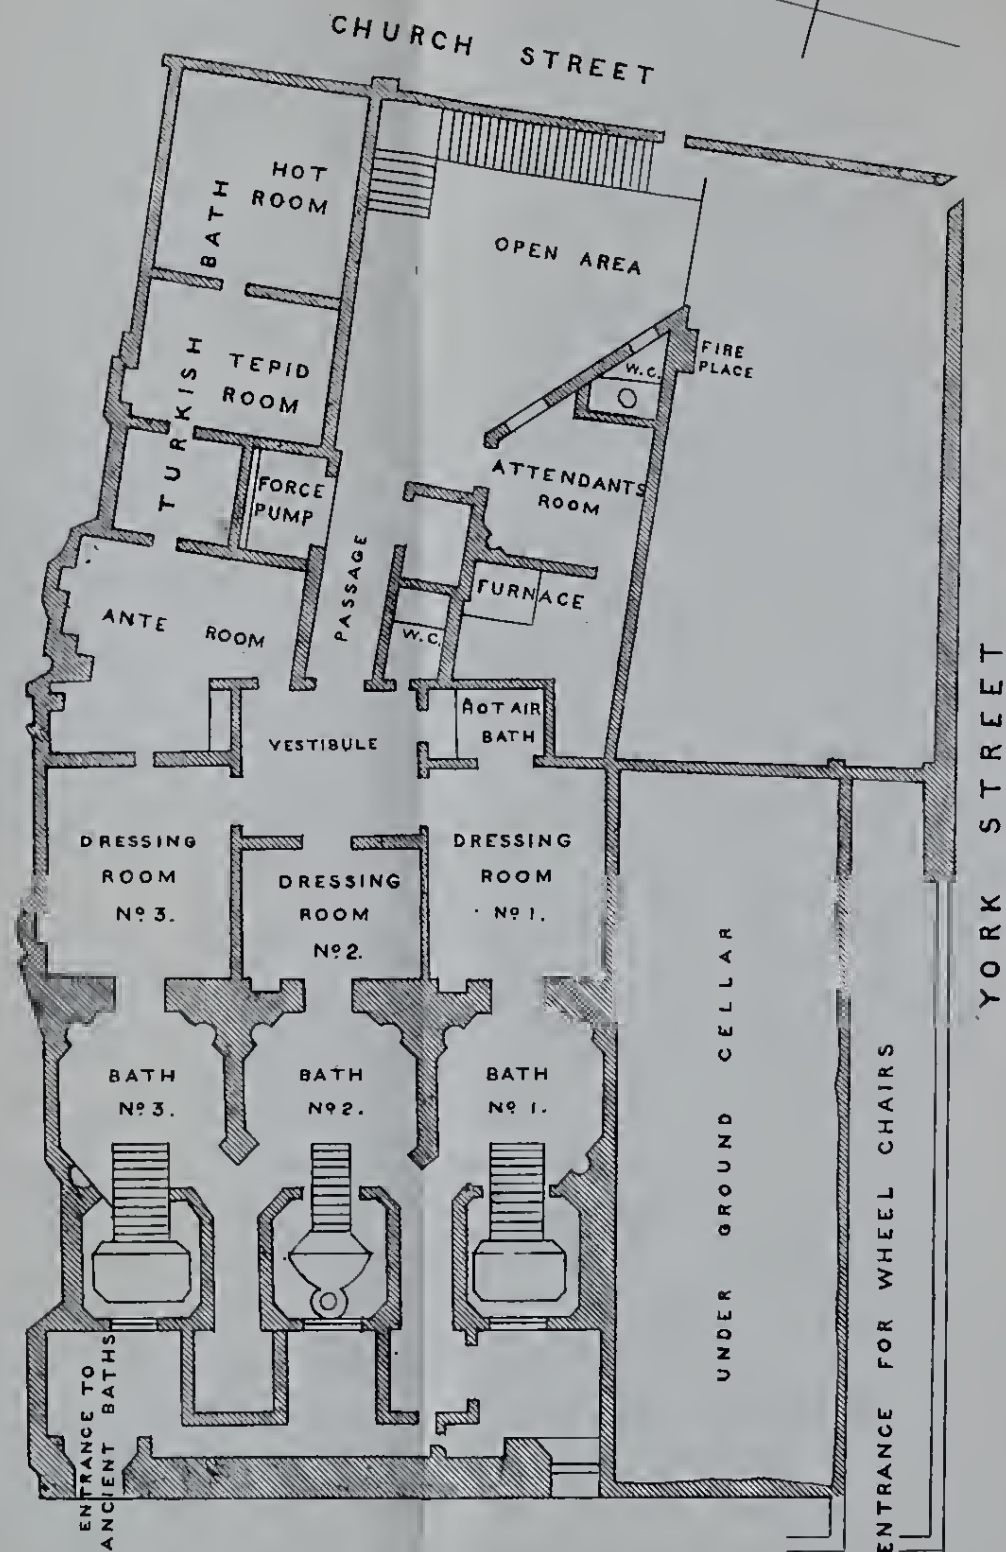 CHURCH STREET
HOT
ROOM
BATH
OPEN AREA
TURKISH
TEPID
ROOM
W.C.
FIRE
PLACE
FORCE
PUMP
ATTENDANTS
ROOM
PASSAGE
ANTE ROOM
W.C.
FURNACE
VESTIBULE
HOT AIR
BATH
YORK STREET
DRESSING
ROOM
Nº 3.
DRESSING
ROOM
Nº 2.
DRESSING
ROOM
Nº 1.
BATH
Nº 3.
BATH
Nº 2.
BATH
Nº 1.
UNDER GROUND CELLAR
ENTRANCE FOR WHEEL CHAIRS
ENTRANCE TO
ANCIENT BATHS